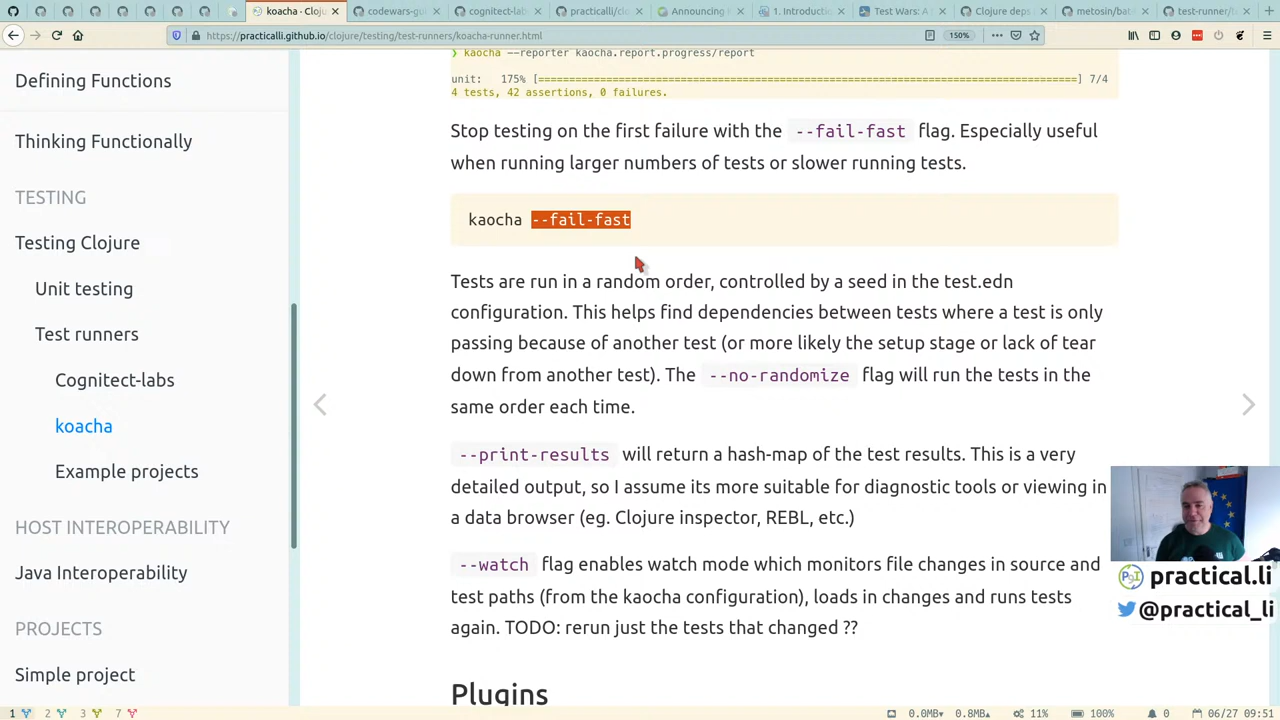 koacha - Cloju
codewars-gui
cognitect-lab
practicalli/clo
Announcing
1. Introductio
Test Wars: A
Clojure deps
metosin/bat
test-runner/t
https://practicalli.github.io/clojure/testing/test-runners/koacha-runner.html
150%
Defining Functions
Thinking Functionally
TESTING
Testing Clojure
Unit testing
Test runners
Cognitect-labs
koacha
Example projects
HOST INTEROPERABILITY
Java Interoperability
PROJECTS
Simple project
❯ kaocha --reporter kaocha.report.progress/report
unit: 175% [==================================================================] 7/4
4 tests, 42 assertions, 0 failures.
Stop testing on the first failure with the --fail-fast flag. Especially useful
when running larger numbers of tests or slower running tests.
kaocha --fail-fast
Tests are run in a random order, controlled by a seed in the test.edn
configuration. This helps find dependencies between tests where a test is only
passing because of another test (or more likely the setup stage or lack of tear
down from another test). The --no-randomize flag will run the tests in the
same order each time.
--print-results will return a hash-map of the test results. This is a very
detailed output, so I assume its more suitable for diagnostic tools or viewing in
a data browser (eg. Clojure inspector, REBL, etc.)
--watch flag enables watch mode which monitors file changes in source and
test paths (from the kaocha configuration), loads in changes and runs tests
again. TODO: rerun just the tests that changed ??
Plugins
practical.li
@practical_li
1 2 3 7
0.0MB 0.8MB 11% 100% 0 06/27 09:51